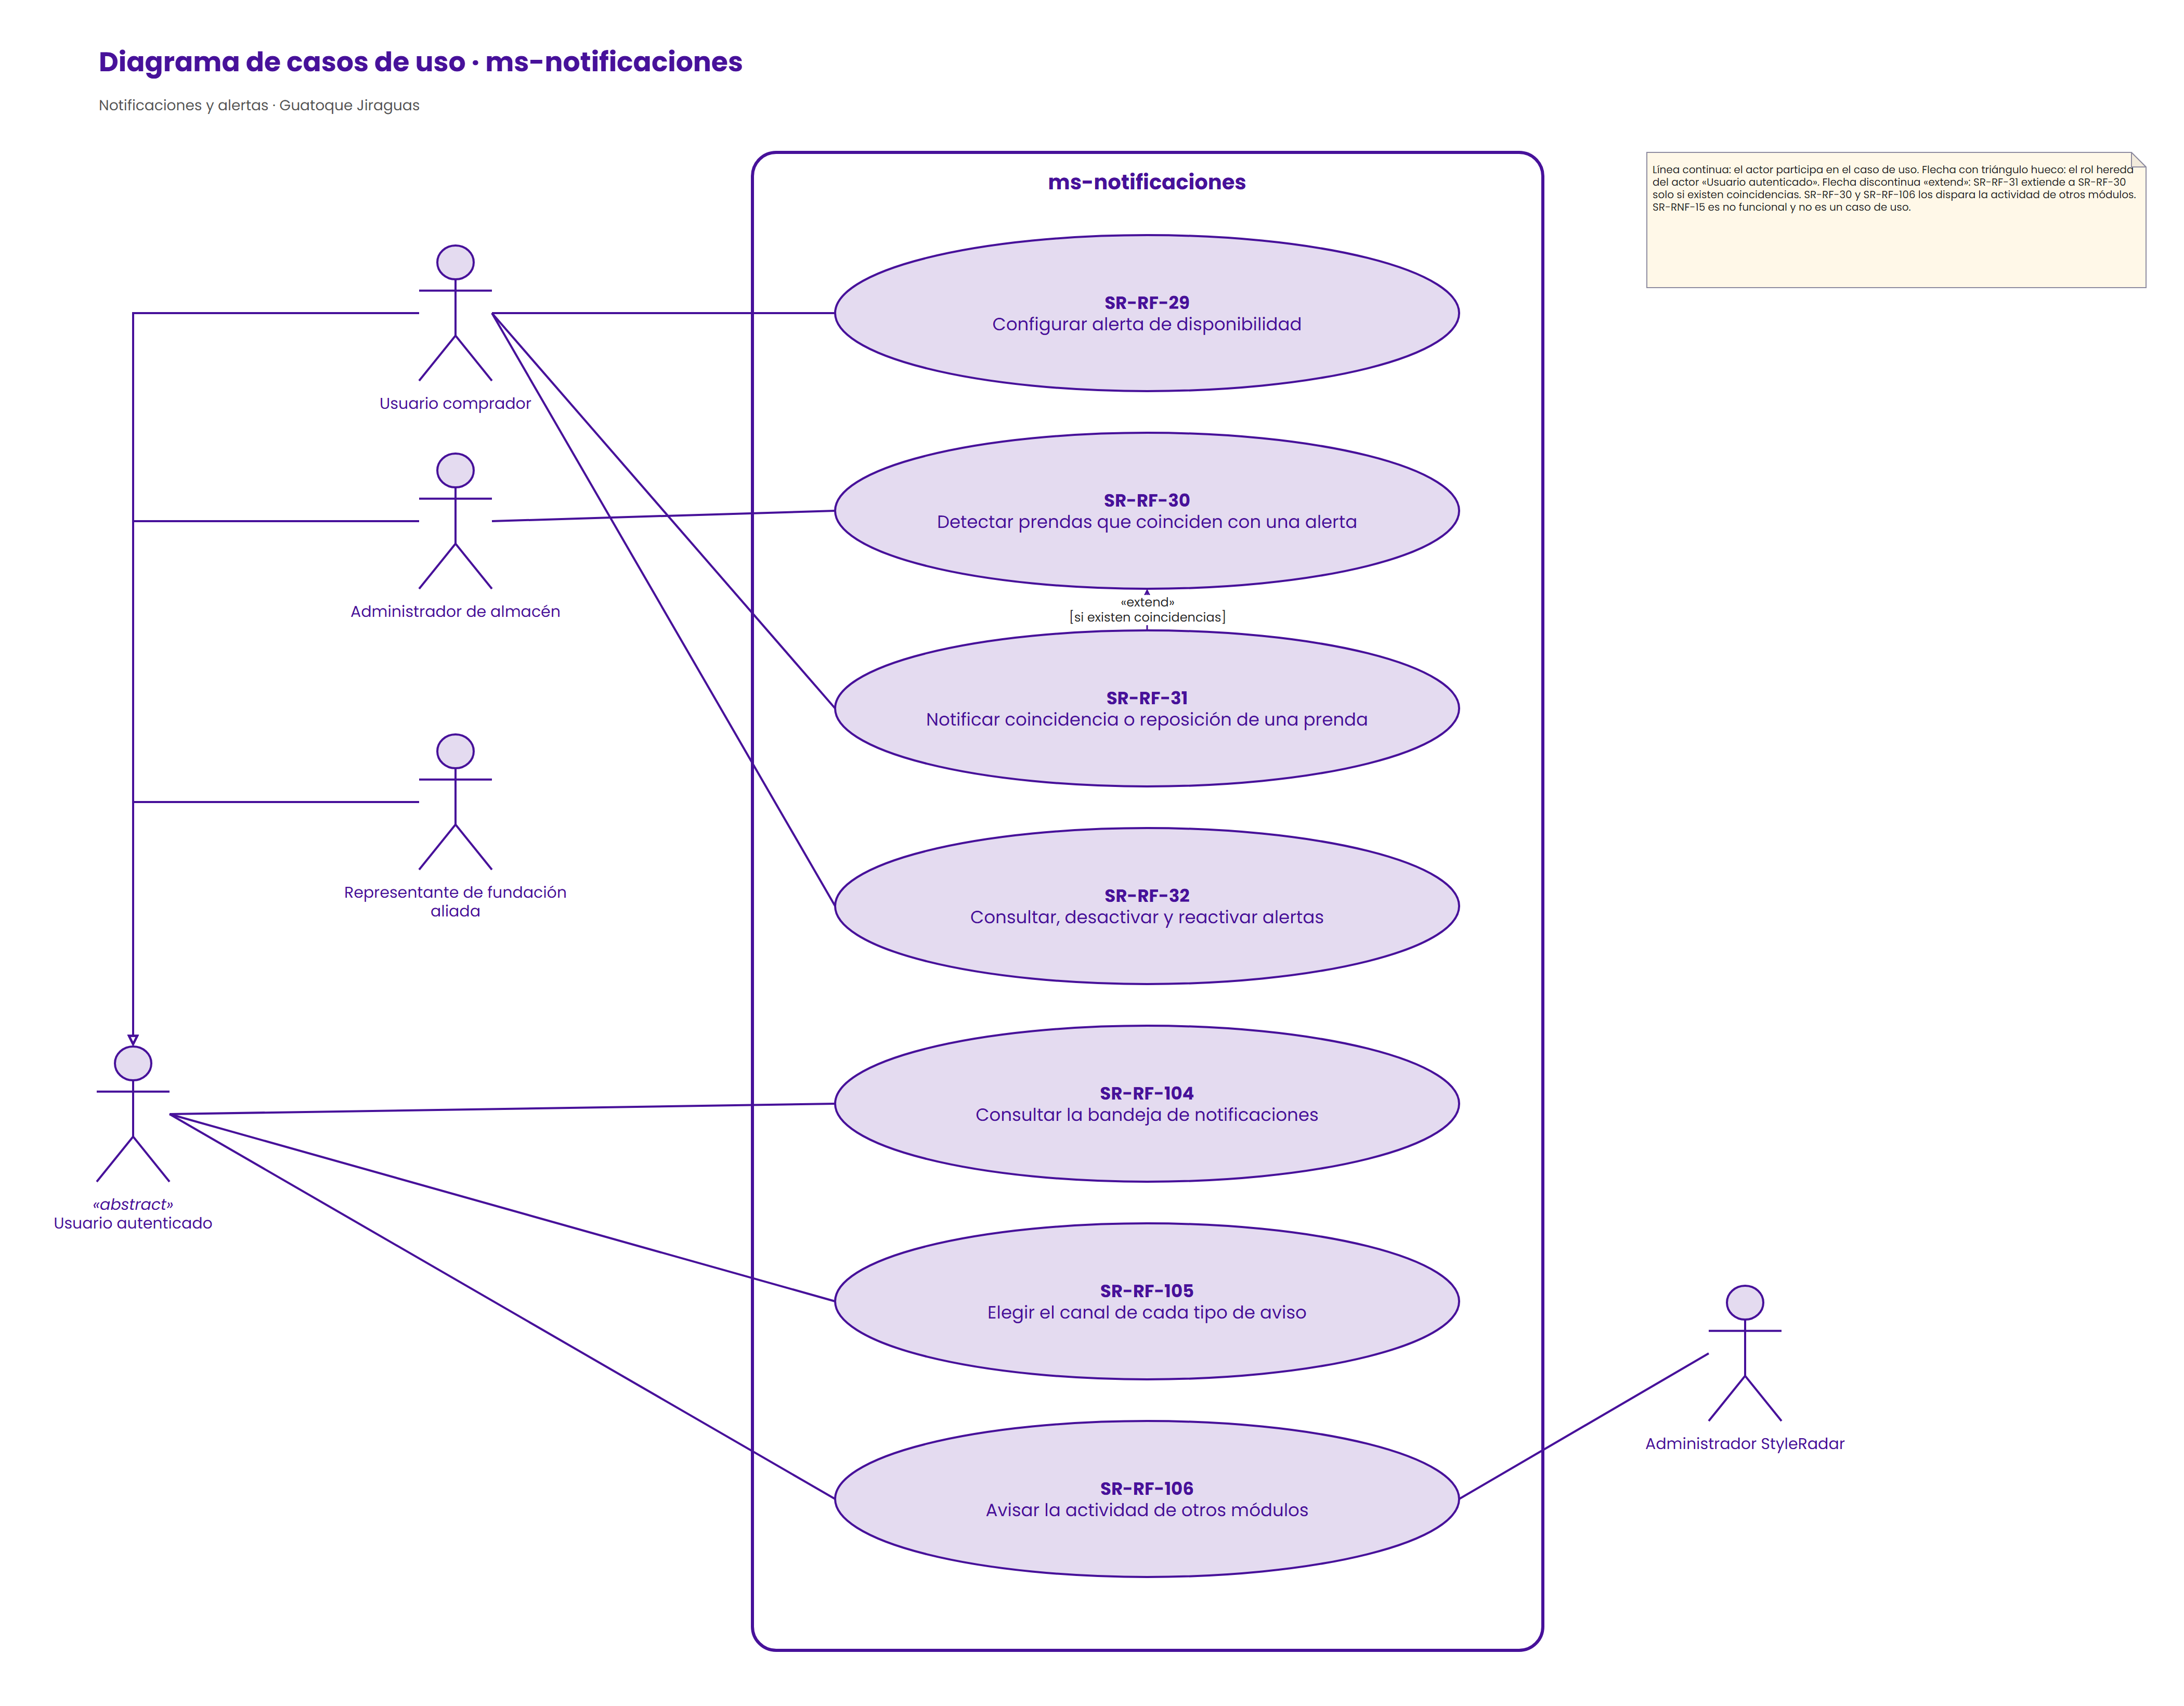 Diagrama de casos de uso · ms-notificaciones
Notificaciones y alertas · Guatoque Jiraguas
ms-notificaciones
Línea continua: el actor participa en el caso de uso. Flecha con triángulo hueco: el rol hereda
del actor «Usuario autenticado». Flecha discontinua «extend»: SR-RF-31 extiende a SR-RF-30
solo si existen coincidencias. SR-RF-30 y SR-RF-106 los dispara la actividad de otros módulos.
SR-RNF-15 es no funcional y no es un caso de uso.
SR-RF-29
Configurar alerta de disponibilidad
Usuario comprador
SR-RF-30
Detectar prendas que coinciden con una alerta
«extend»
[si existen coincidencias]
Administrador de almacén
SR-RF-31
Notificar coincidencia o reposición de una prenda
Representante de fundación
aliada
SR-RF-32
Consultar, desactivar y reactivar alertas
SR-RF-104
Consultar la bandeja de notificaciones
«abstract»
Usuario autenticado
SR-RF-105
Elegir el canal de cada tipo de aviso
Administrador StyleRadar
SR-RF-106
Avisar la actividad de otros módulos